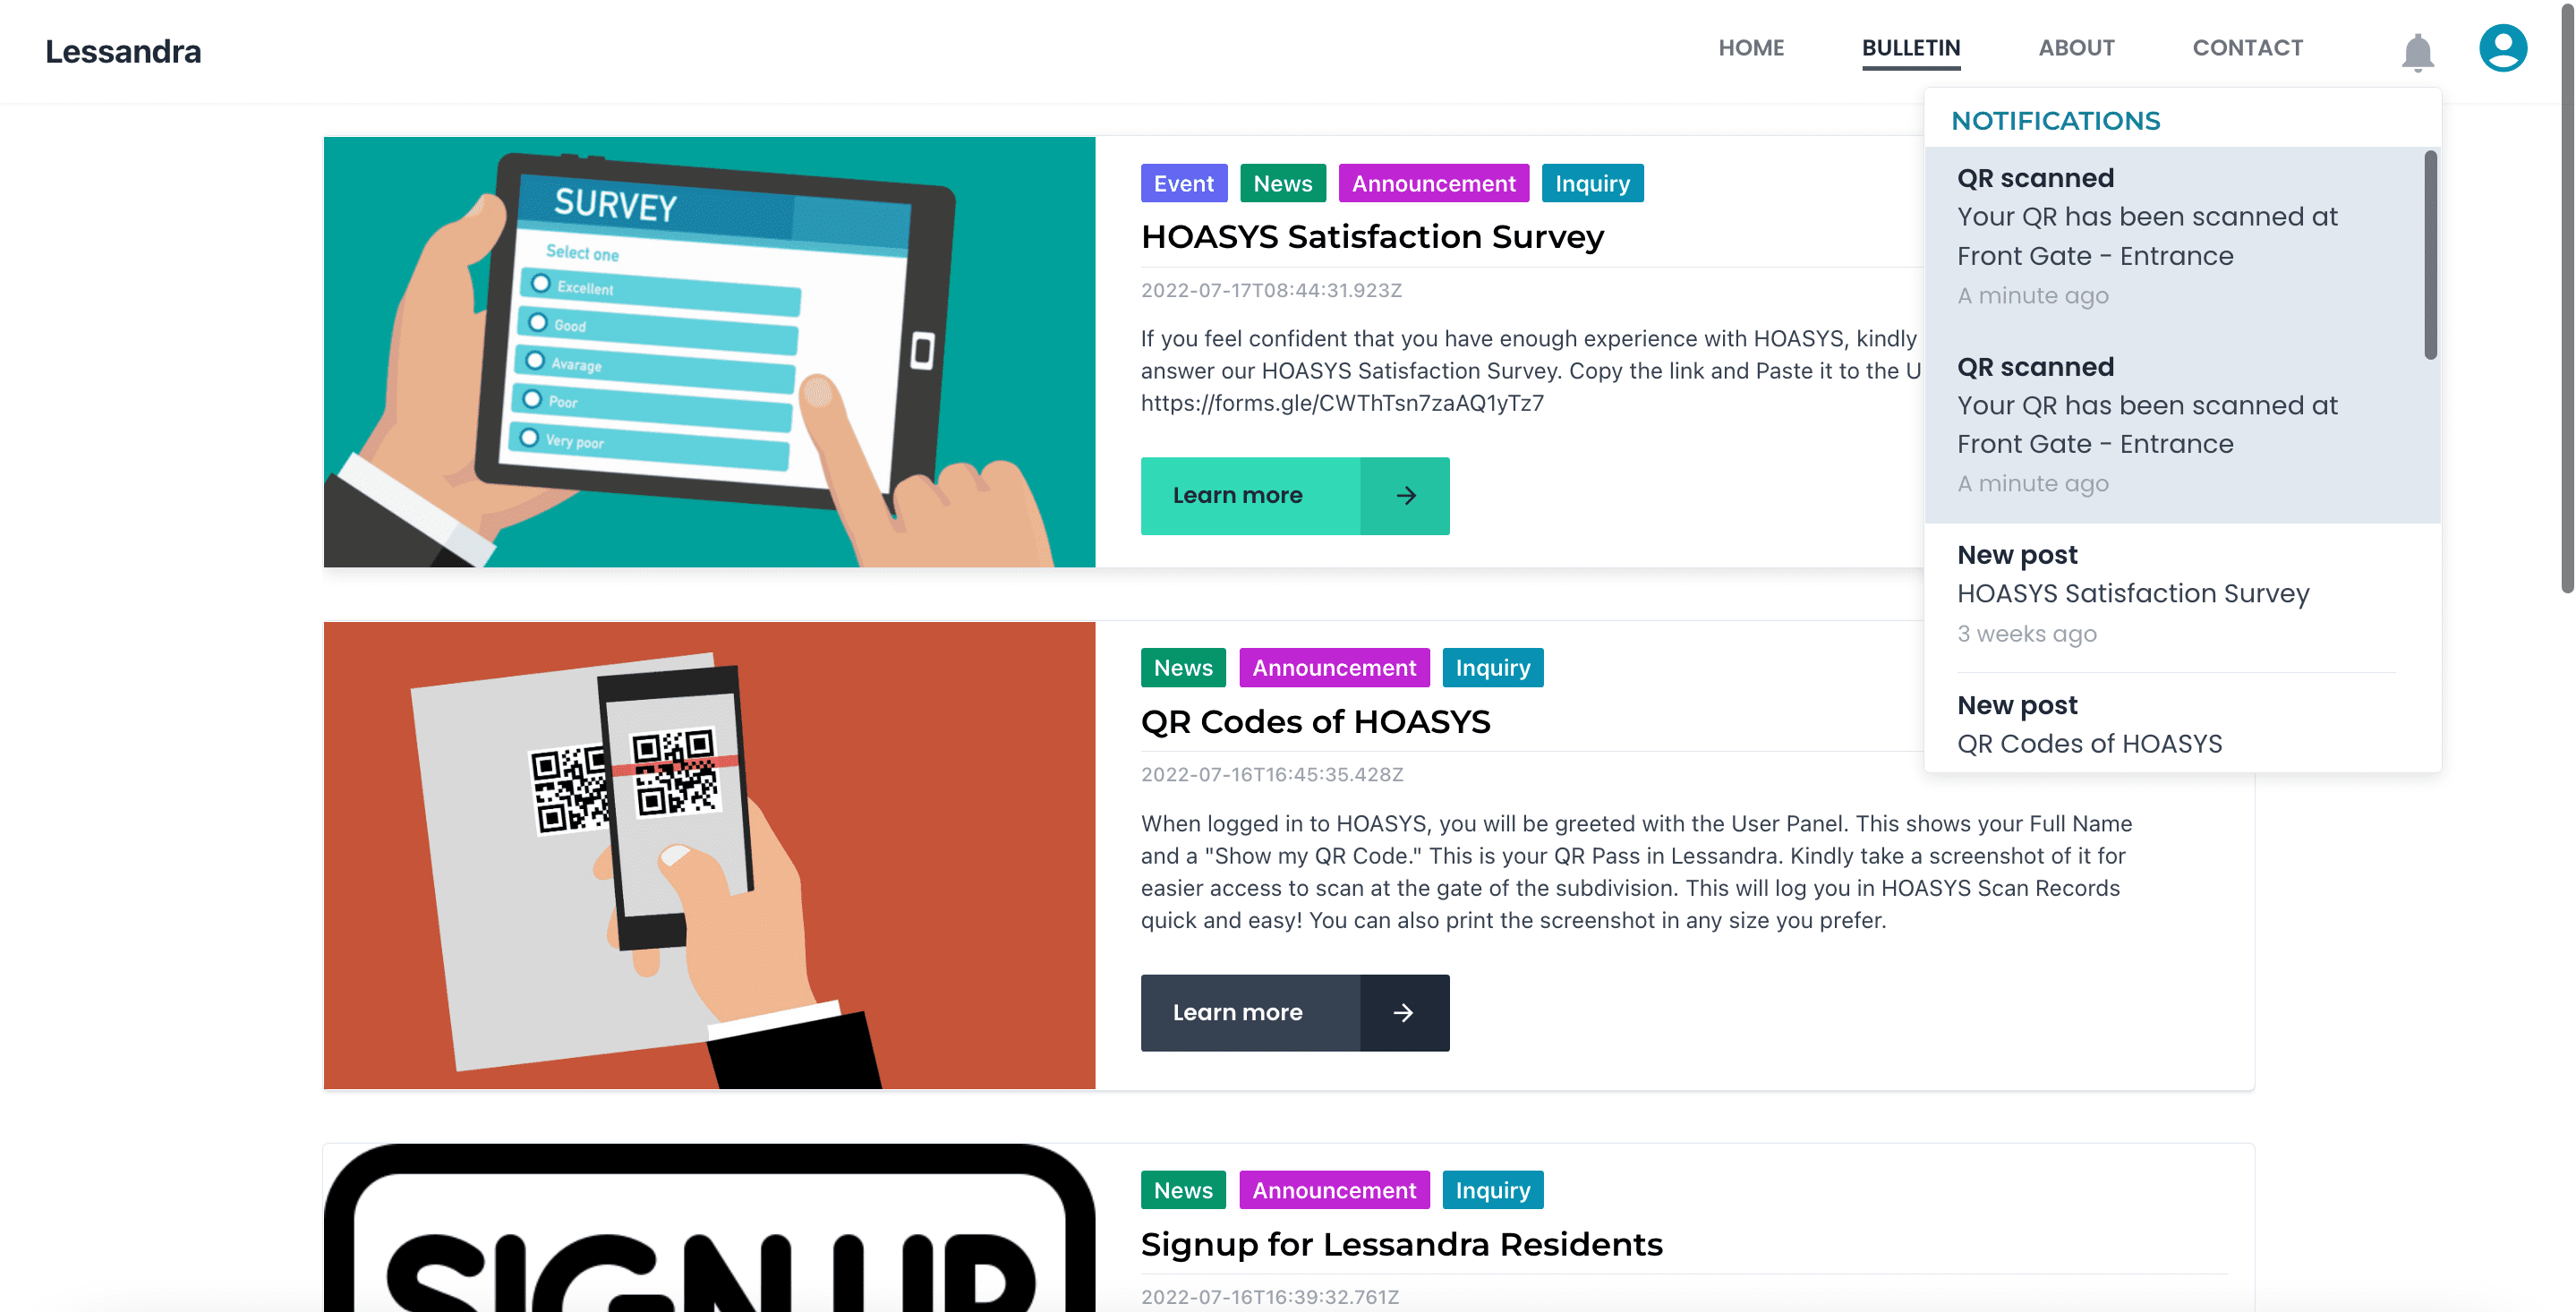 Lessandra
HOME
BULLETIN
ABOUT
CONTACT
NOTIFICATIONS
QR scanned
Your QR has been scanned at
Front Gate - Entrance
A minute ago
QR scanned
Your QR has been scanned at
Front Gate - Entrance
A minute ago
New post
HOASYS Satisfaction Survey
3 weeks ago
New post
QR Codes of HOASYS
SURVEY
Select one
Excellent
Good
Avarage
Poor
Very poor
Event News Announcement Inquiry
HOASYS Satisfaction Survey
2022-07-17T08:44:31.923Z
If you feel confident that you have enough experience with HOASYS, kindly
answer our HOASYS Satisfaction Survey. Copy the link and Paste it to the U
https://forms.gle/CWThTsn7zaAQ1yTz7
Learn more
News Announcement Inquiry
QR Codes of HOASYS
2022-07-16T16:45:35.428Z
When logged in to HOASYS, you will be greeted with the User Panel. This shows your Full Name
and a "Show my QR Code." This is your QR Pass in Lessandra. Kindly take a screenshot of it for
easier access to scan at the gate of the subdivision. This will log you in HOASYS Scan Records
quick and easy! You can also print the screenshot in any size you prefer.
Learn more
SIGN UP
News Announcement Inquiry
Signup for Lessandra Residents
2022-07-16T16:39:32.761Z